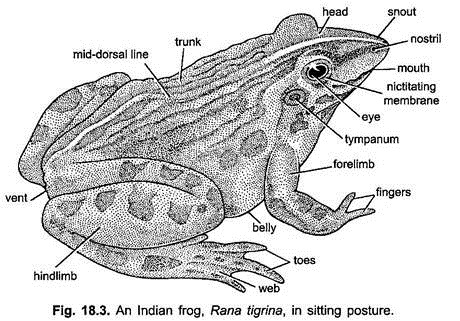 head
snout
nostril
trunk
mid-dorsal line
mouth
nictitating
membrane
eye
tympanum
forelimb
fingers
vent
belly
toes
hindlimb
web
Fig. 18.3. An Indian frog, Rana tigrina, in sitting posture.